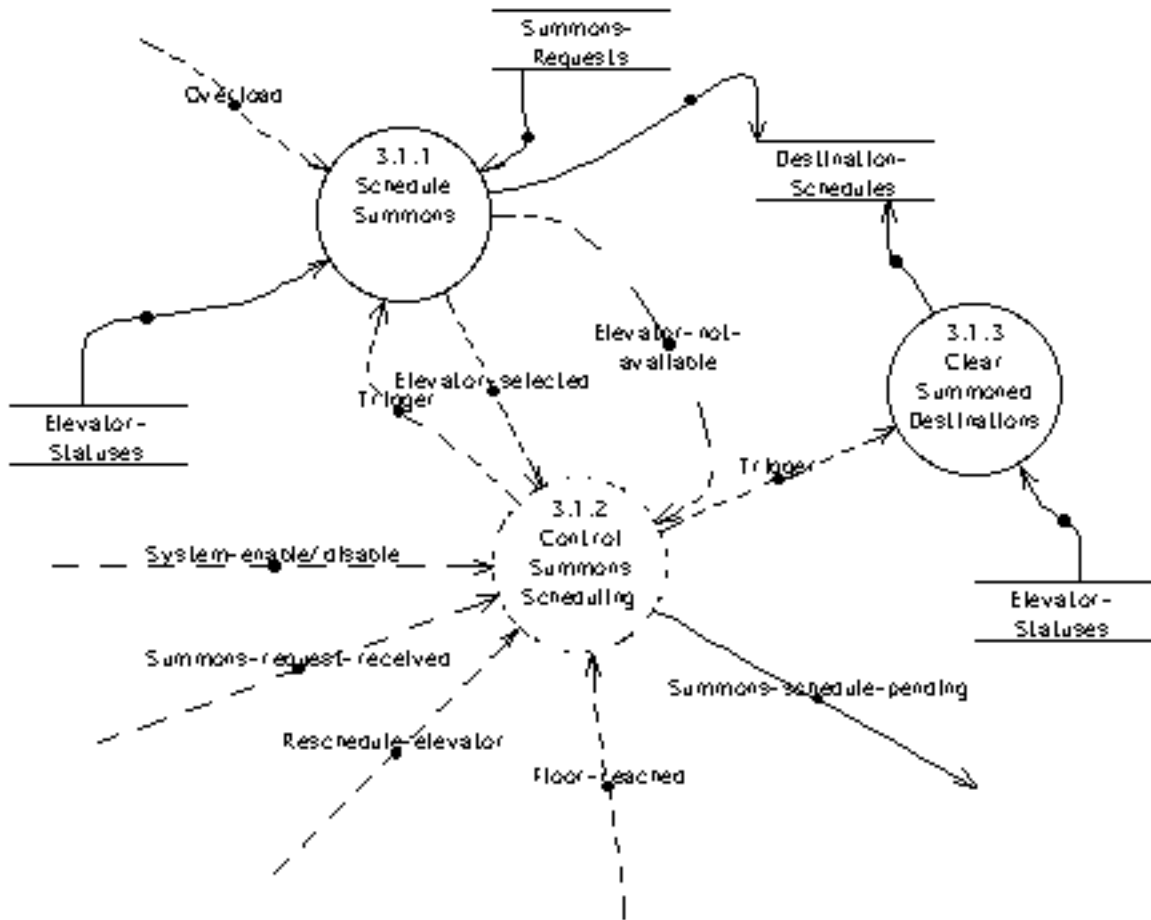 Summons-
Requests
Overload
3.1.1
Schedule
Summons
Destination-
Schedules
Elevator-not-
available
3.1.3
Clear
Summoned
Destinations
Elevator-selected
Trigger
Elevator-
Statuses
Trigger
3.1.2
Control
Summons
Scheduling
System-enable/disable
Elevator-
Statuses
Summons-request-received
Summons-schedule-pending
Reschedule-elevator
Floor-reached